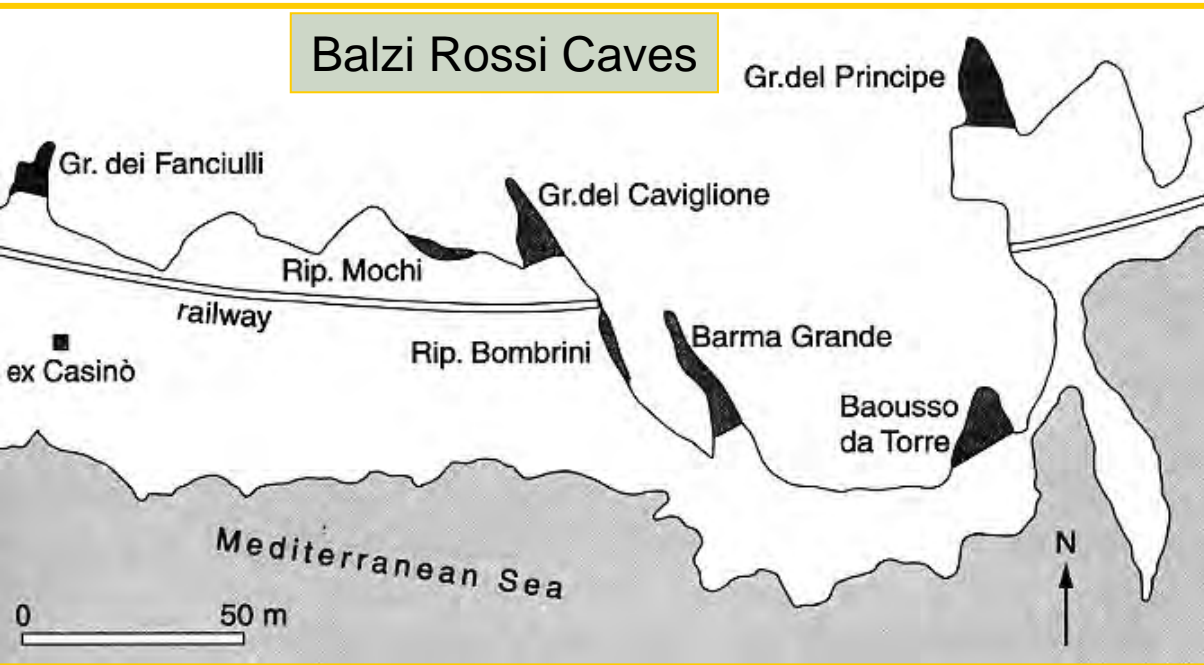 Balzi Rossi Caves
Gr.del Principe
Gr. dei Fanciulli
Gr.del Caviglione
Rip. Mochi
railway
Rip. Bombrini
Barma Grande
ex Casinò
Baousso
da Torre
Mediterranean Sea
N
0 50 m